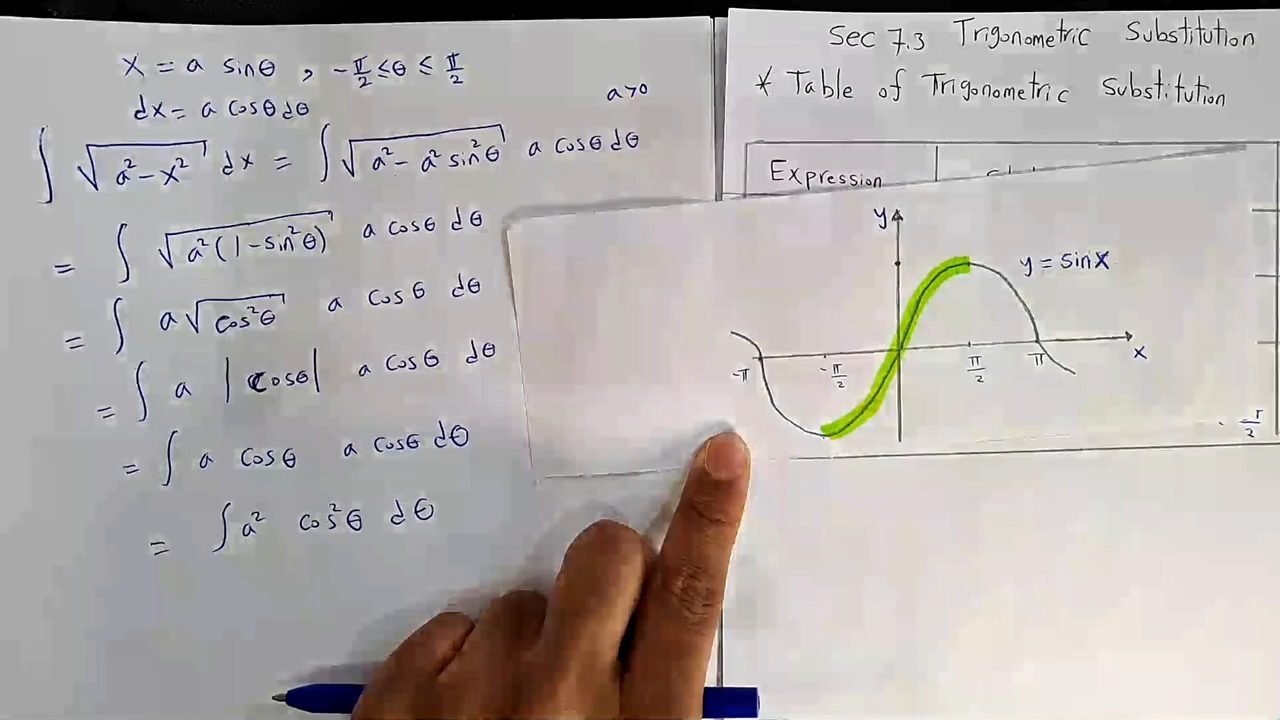 x = a sinθ , -π/2 ≤ θ ≤ π/2
dx = a cosθ dθ
a>0
∫ √(a² - x²) dx = ∫ √(a² - a² sin²θ) a cosθ dθ
= ∫ √(a²(1-sin²θ)) a cosθ dθ
= ∫ a√(cos²θ) a cosθ dθ
= ∫ a |cosθ| a cosθ dθ
= ∫ a cosθ a cosθ dθ
= ∫ a² cos²θ dθ
Sec 7.3 Trigonometric Substitution
* Table of Trigonometric Substitution
Expression
y
y = sinx
-π -π/2 π/2 π x